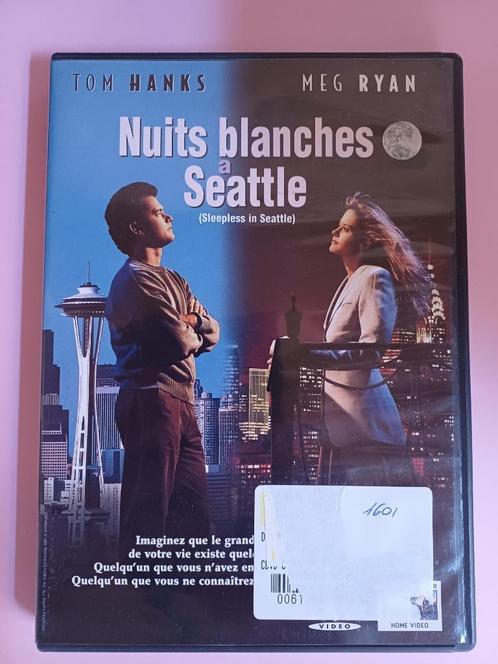 TOM HANKS
MEG RYAN
Nuits blanches
à
Seattle
(Sleepless in Seattle)
Imaginez que le grand
de votre vie existe quelq
Quelqu'un que vous n'avez en
Quelqu'un que vous ne connaîtrez
1601
0061
VIDEO
HOME VIDEO